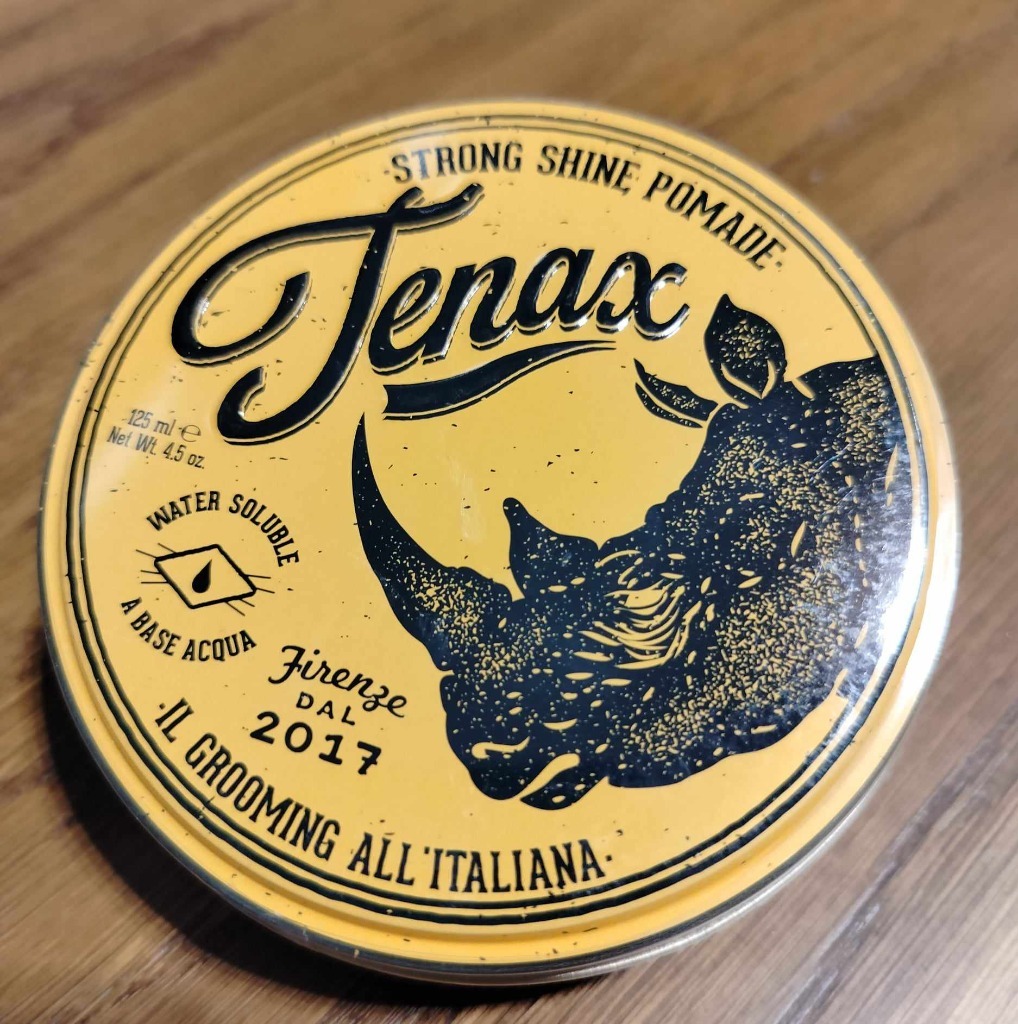 ·STRONG SHINE POMADE·
Tenax
125 ml ℮
Net Wt. 4.5 oz.
WATER SOLUBLE
A BASE ACQUA
Firenze
DAL
2017
·IL GROOMING ALL'ITALIANA·